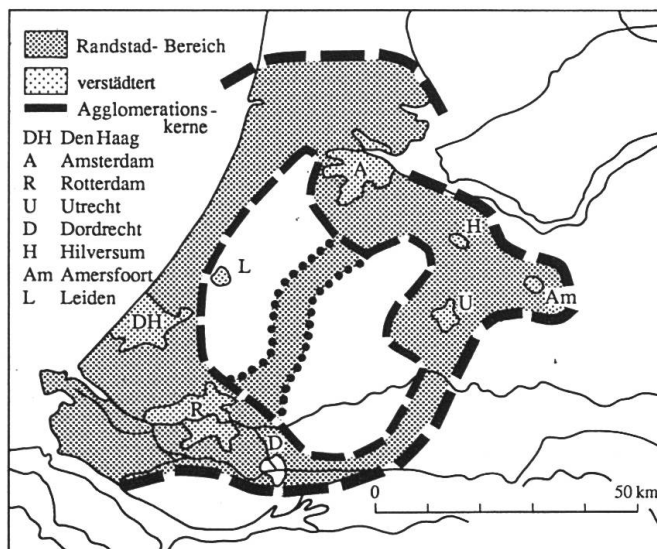 Randstad-Bereich
verstädtert
Agglomerations-
kerne
DH Den Haag
A Amsterdam
R Rotterdam
U Utrecht
D Dordrecht
H Hilversum
Am Amersfoort
L Leiden
A
H
L
Am
U
DH
R
D
0 50 km